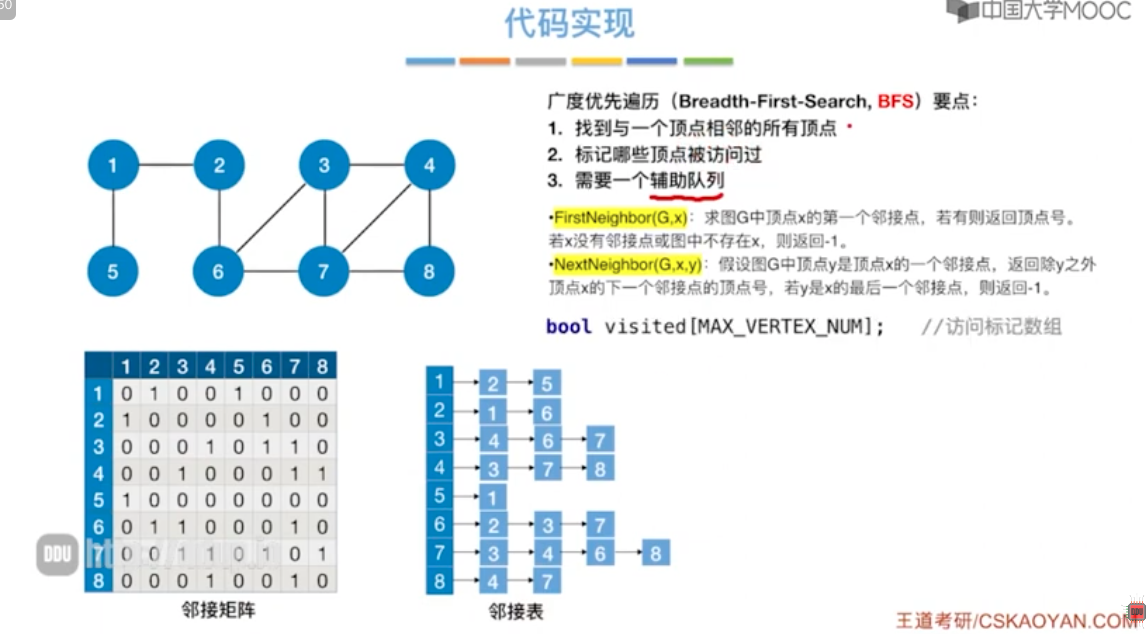 60
中国大学MOOC
代码实现
广度优先遍历（Breadth-First-Search, BFS）要点：
1. 找到与一个顶点相邻的所有顶点
2. 标记哪些顶点被访问过
3. 需要一个辅助队列
•FirstNeighbor(G,x)：求图G中顶点x的第一个邻接点，若有则返回顶点号。
若x没有邻接点或图中不存在x，则返回-1。
•NextNeighbor(G,x,y)：假设图G中顶点y是顶点x的一个邻接点，返回除y之外
顶点x的下一个邻接点的顶点号，若y是x的最后一个邻接点，则返回-1。
bool visited[MAX_VERTEX_NUM]; //访问标记数组
1 2 3 4
5 6 7 8
1 2 3 4 5 6 7 8
1 0 1 0 0 1 0 0 0
2 1 0 0 0 0 1 0 0
3 0 0 0 1 0 1 1 0
4 0 0 1 0 0 0 1 1
5 1 0 0 0 0 0 0 0
6 0 1 1 0 0 0 1 0
7 0 0 1 1 0 1 0 1
8 0 0 0 1 0 0 1 0
邻接矩阵
1 2 5
2 1 6
3 4 6 7
4 3 7 8
5 1
6 2 3 7
7 3 4 6 8
8 4 7
邻接表
DDU
王道考研/CSKAOYAN.COM